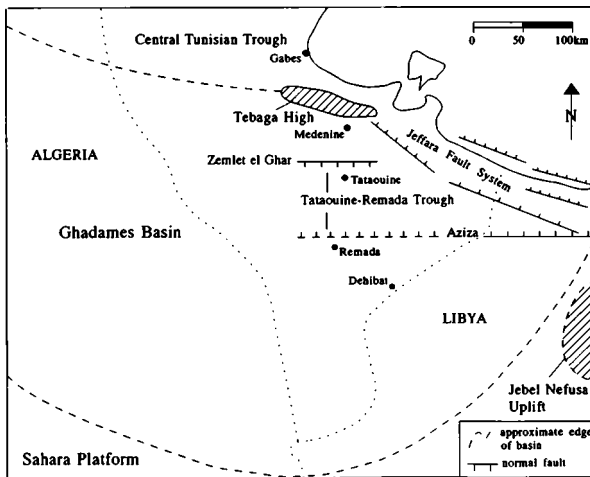 Central Tunisian Trough
Gabes
0 50 100km
Tebaga High
Medenine
N
Jeffara Fault System
ALGERIA
Zemlet el Ghar
Tataouine
Tataouine-Remada Trough
Ghadames Basin
Aziza
Remada
Dehibat
LIBYA
Jebel Nefusa
Uplift
approximate edge
of basin
normal fault
Sahara Platform